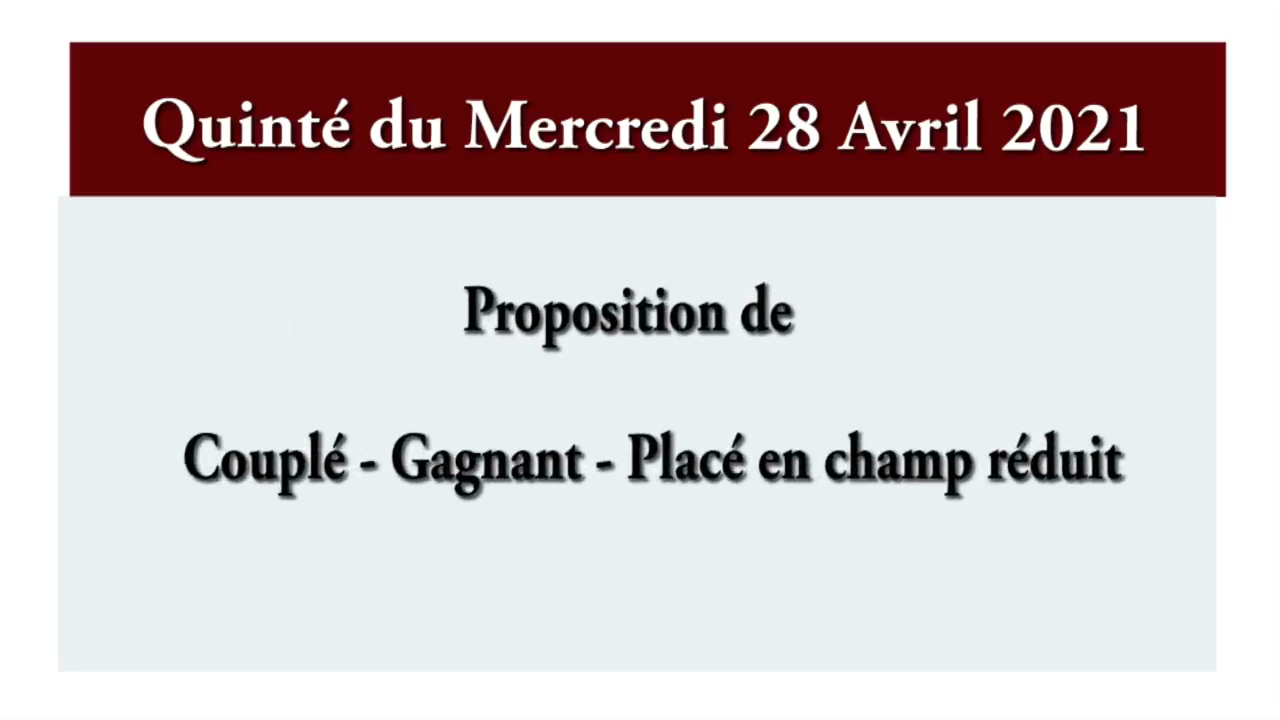 Quinté du Mercredi 28 Avril 2021
Proposition de
Couplé - Gagnant - Placé en champ réduit